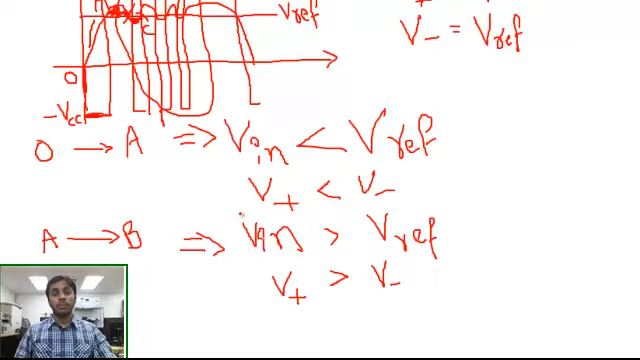 Vref
C
V- = Vref
0
-Vcc
0 → A ⇒ Vin < Vref
V+ < V-
A → B ⇒ Vin > Vref
V+ > V-